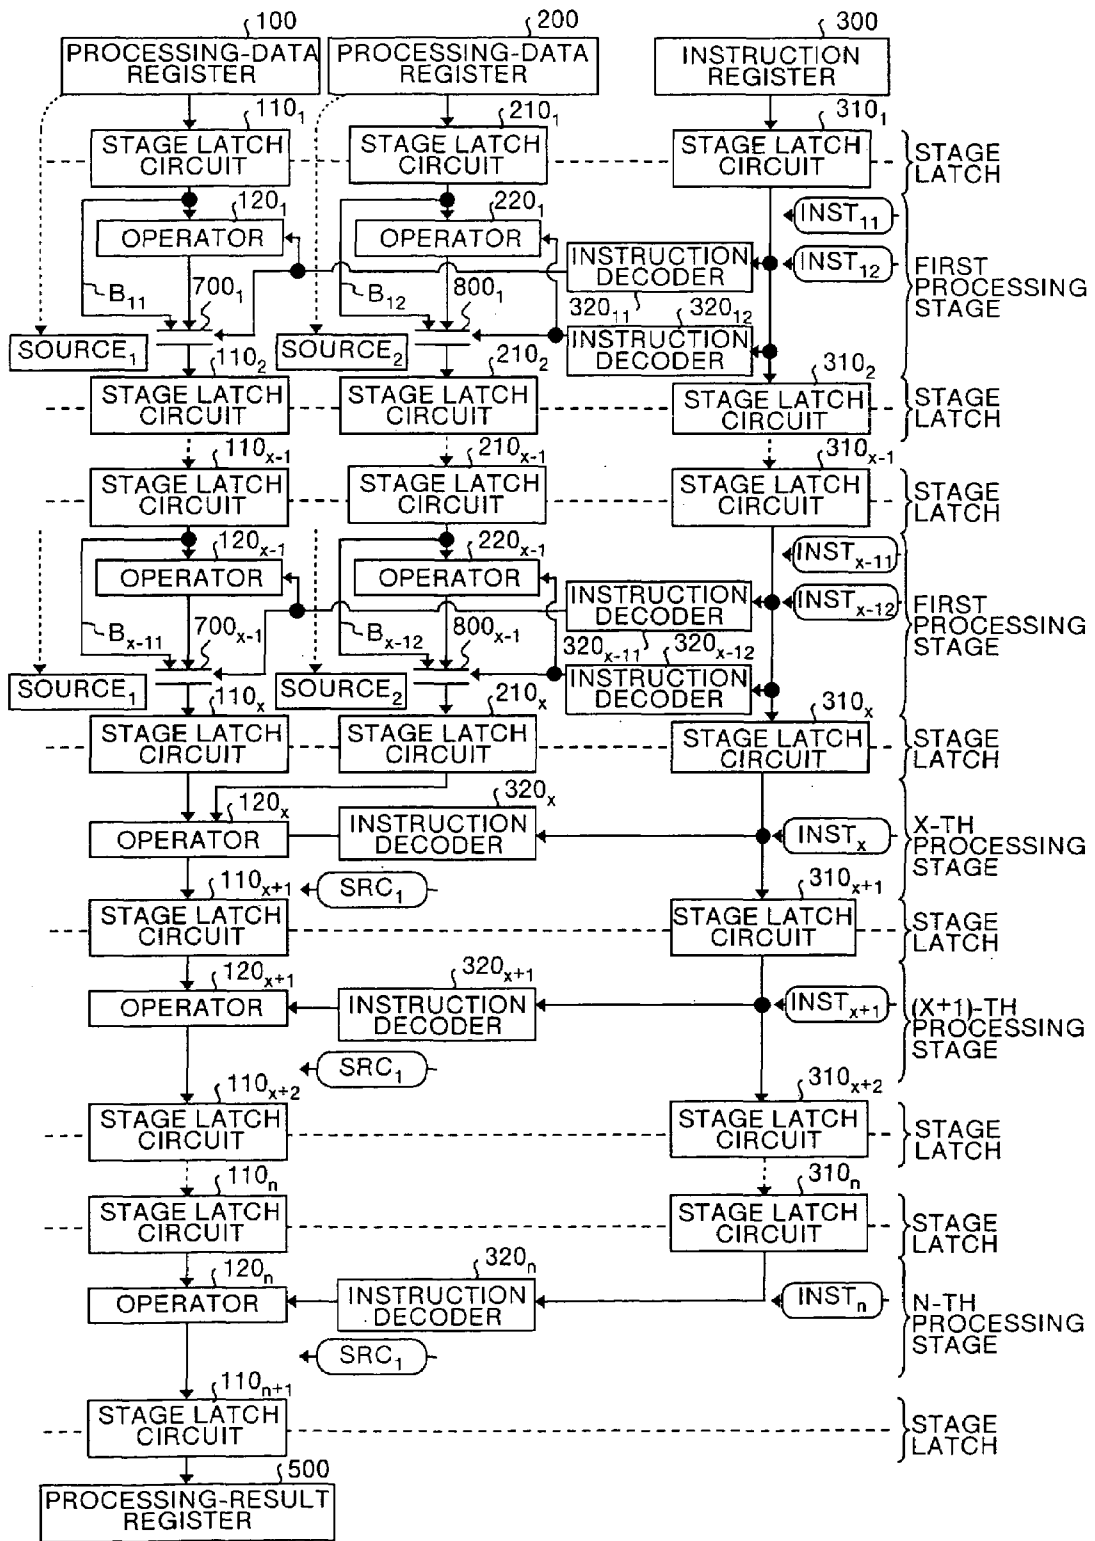 100
200
300
PROCESSING-DATA
REGISTER
PROCESSING-DATA
REGISTER
INSTRUCTION
REGISTER
110₁
210₁
310₁
STAGE LATCH
CIRCUIT
STAGE LATCH
CIRCUIT
STAGE LATCH
CIRCUIT
STAGE
LATCH
120₁
220₁
INST₁₁
OPERATOR
OPERATOR
INSTRUCTION
DECODER
INST₁₂
FIRST
PROCESSING
STAGE
B₁₁
700₁
B₁₂
800₁
320₁₁
320₁₂
SOURCE₁
SOURCE₂
INSTRUCTION
DECODER
110₂
210₂
310₂
STAGE LATCH
CIRCUIT
STAGE LATCH
CIRCUIT
STAGE LATCH
CIRCUIT
STAGE
LATCH
110x-1
210x-1
310x-1
STAGE LATCH
CIRCUIT
STAGE LATCH
CIRCUIT
STAGE LATCH
CIRCUIT
STAGE
LATCH
120x-1
220x-1
INSTx-11
OPERATOR
OPERATOR
INSTRUCTION
DECODER
INSTx-12
FIRST
PROCESSING
STAGE
Bx-11
700x-1
Bx-12
800x-1
320x-11
320x-12
SOURCE₁
SOURCE₂
INSTRUCTION
DECODER
110x
210x
310x
STAGE LATCH
CIRCUIT
STAGE LATCH
CIRCUIT
STAGE LATCH
CIRCUIT
STAGE
LATCH
120x
320x
OPERATOR
INSTRUCTION
DECODER
INSTx
X-TH
PROCESSING
STAGE
110x+1
SRC₁
310x+1
STAGE LATCH
CIRCUIT
STAGE LATCH
CIRCUIT
STAGE
LATCH
120x+1
320x+1
OPERATOR
INSTRUCTION
DECODER
INSTx+1
(X+1)-TH
PROCESSING
STAGE
SRC₁
110x+2
310x+2
STAGE LATCH
CIRCUIT
STAGE LATCH
CIRCUIT
STAGE
LATCH
110n
310n
STAGE LATCH
CIRCUIT
STAGE LATCH
CIRCUIT
STAGE
LATCH
120n
320n
OPERATOR
INSTRUCTION
DECODER
INSTn
N-TH
PROCESSING
STAGE
SRC₁
110n+1
STAGE LATCH
CIRCUIT
STAGE
LATCH
500
PROCESSING-RESULT
REGISTER